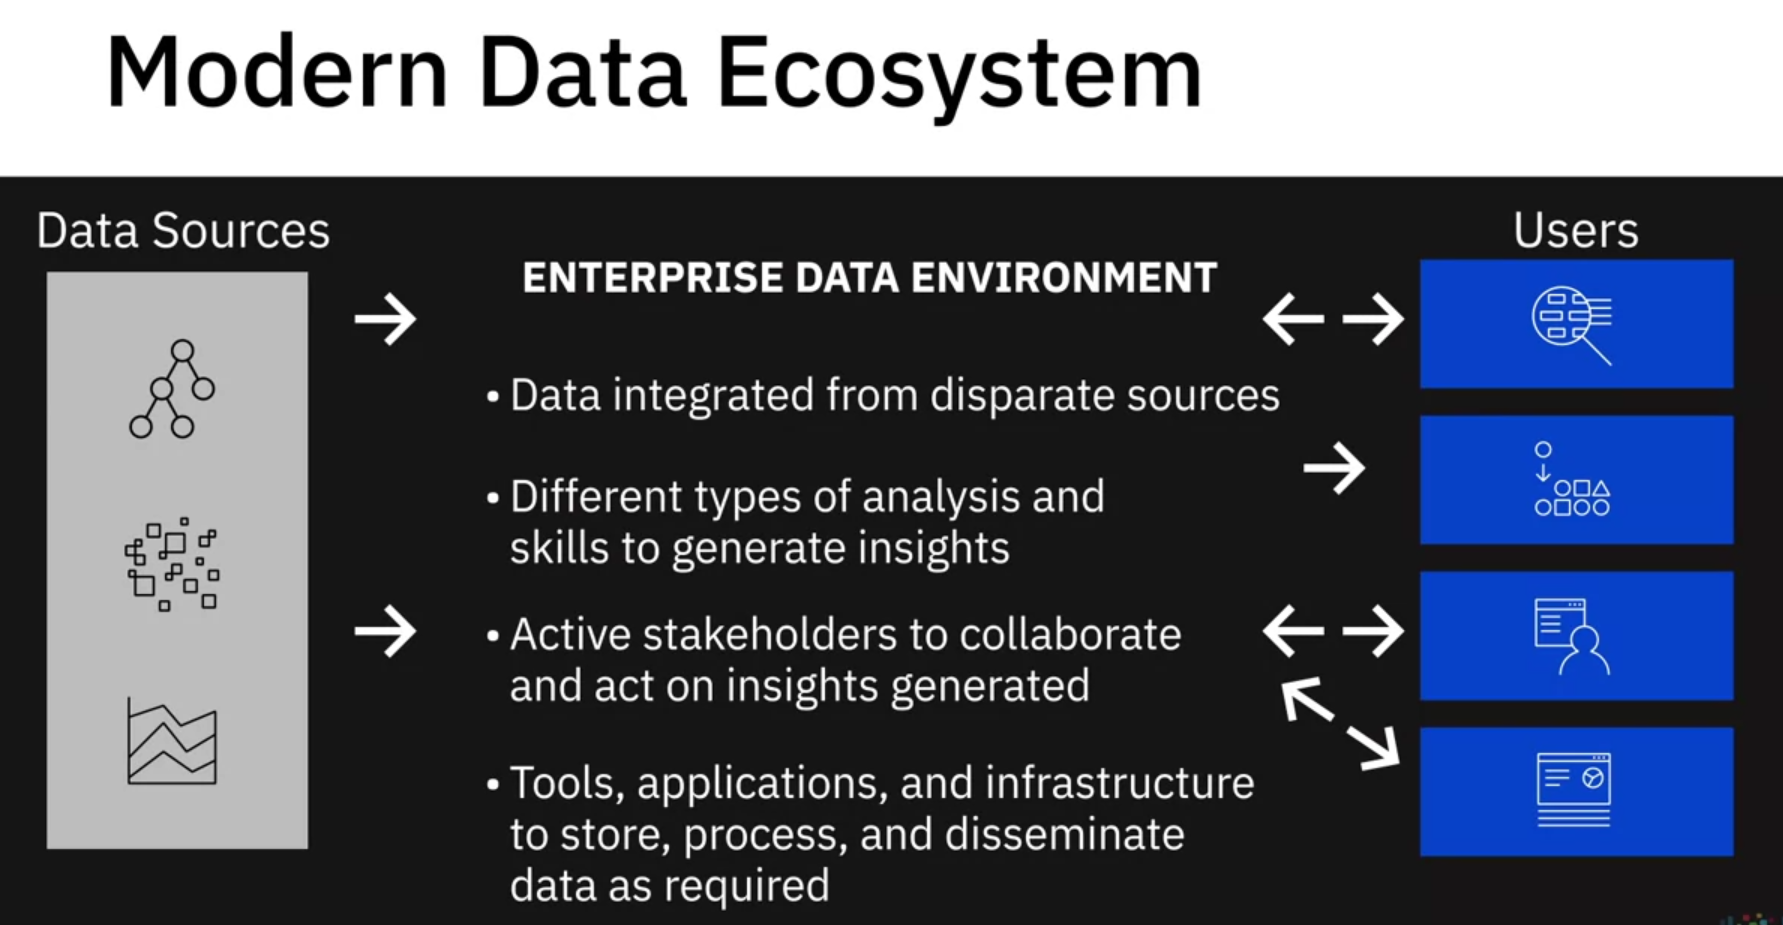 Modern Data Ecosystem
Data Sources
Users
ENTERPRISE DATA ENVIRONMENT
• Data integrated from disparate sources
• Different types of analysis and
skills to generate insights
• Active stakeholders to collaborate
and act on insights generated
• Tools, applications, and infrastructure
to store, process, and disseminate
data as required